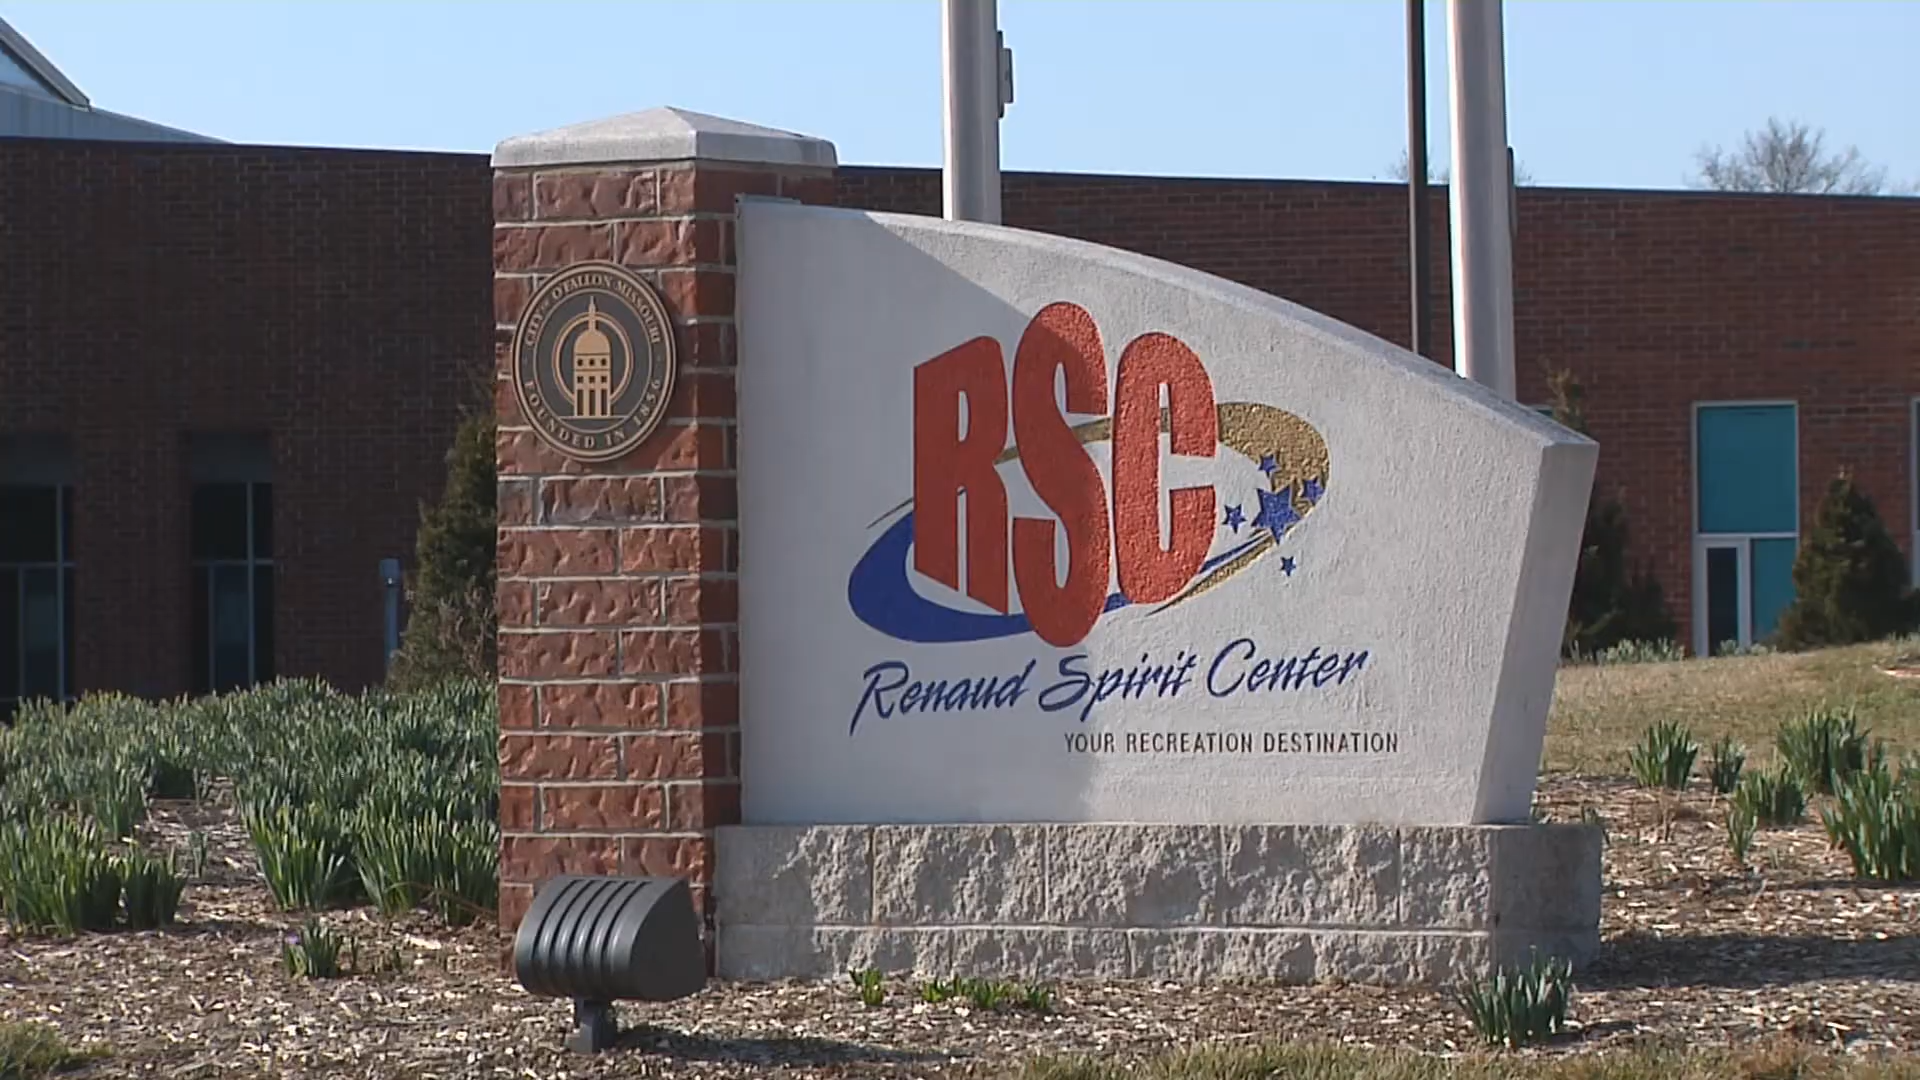 CITY OF O'FALLON MISSOURI
FOUNDED IN 1856
RSC
Renaud Spirit Center
YOUR RECREATION DESTINATION